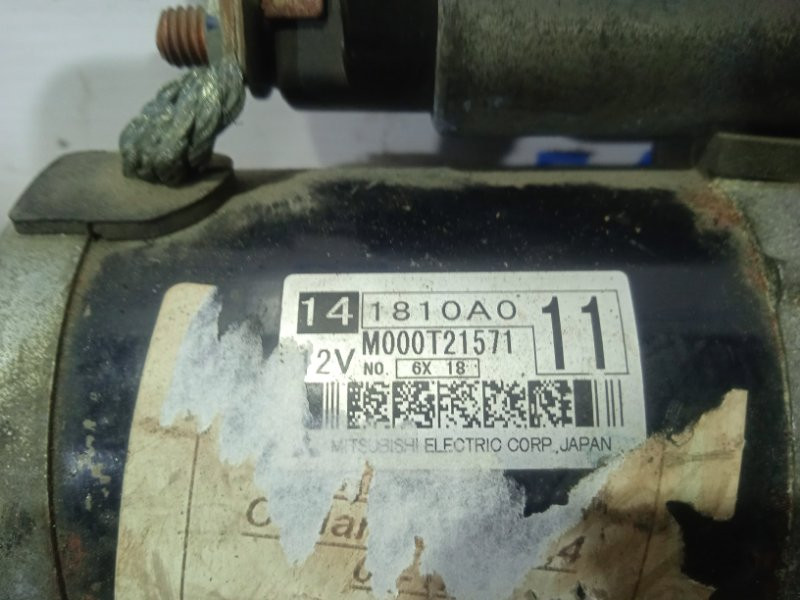 14 1810A0 11
2V M000T21571
NO. 6X 18
MITSUBISHI ELECTRIC CORP., JAPAN